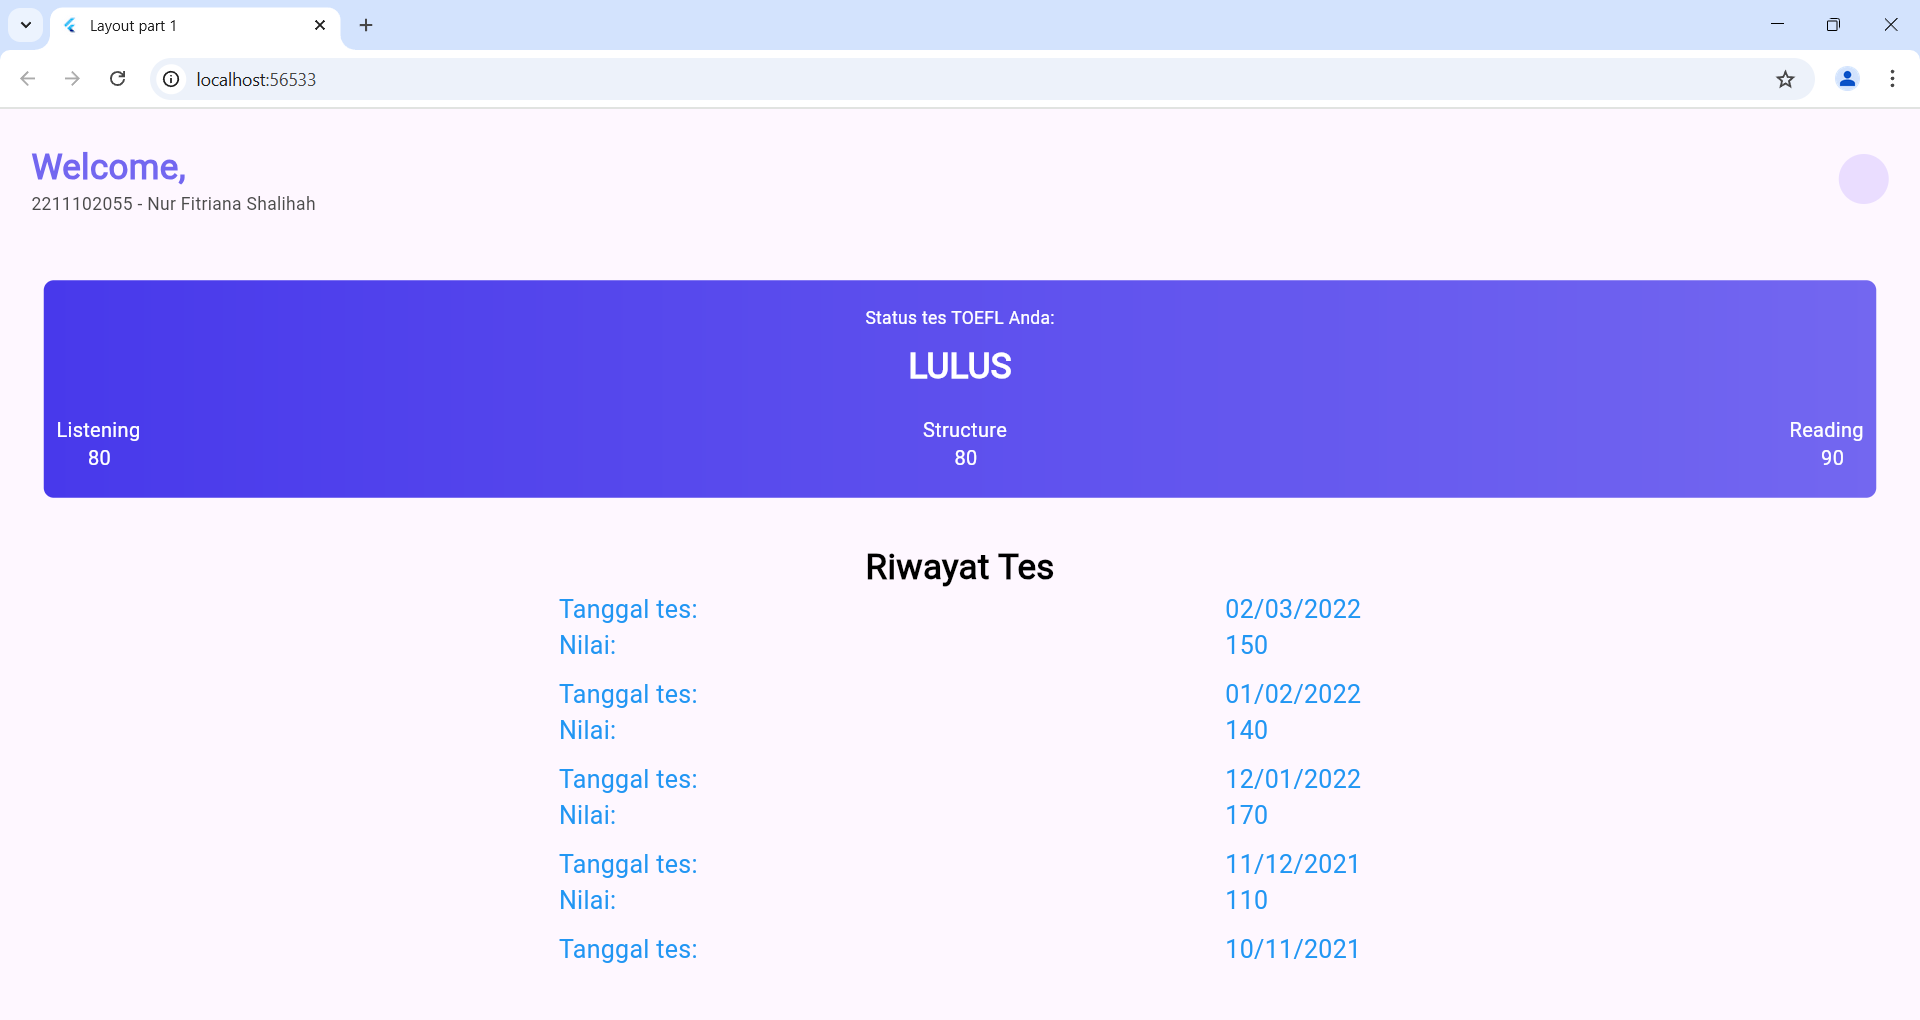 Layout part 1
localhost:56533
Welcome,
2211102055 - Nur Fitriana Shalihah
Status tes TOEFL Anda:
LULUS
Listening Structure Reading
80 80 90
Riwayat Tes
Tanggal tes: 02/03/2022
Nilai: 150
Tanggal tes: 01/02/2022
Nilai: 140
Tanggal tes: 12/01/2022
Nilai: 170
Tanggal tes: 11/12/2021
Nilai: 110
Tanggal tes: 10/11/2021